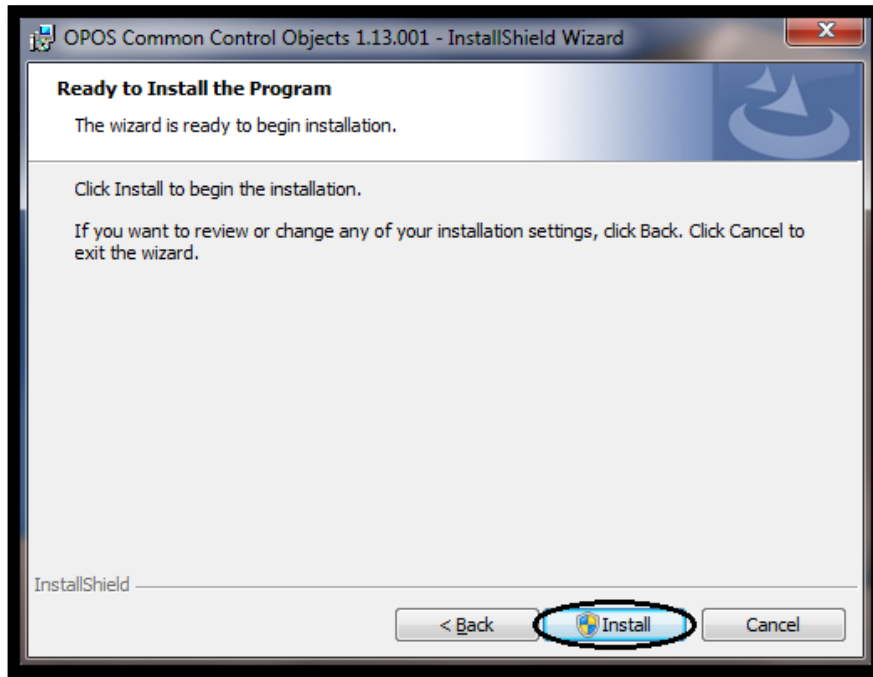 OPOS Common Control Objects 1.13.001 - InstallShield Wizard
Ready to Install the Program
The wizard is ready to begin installation.
Click Install to begin the installation.
If you want to review or change any of your installation settings, click Back. Click Cancel to
exit the wizard.
InstallShield
< Back Install Cancel